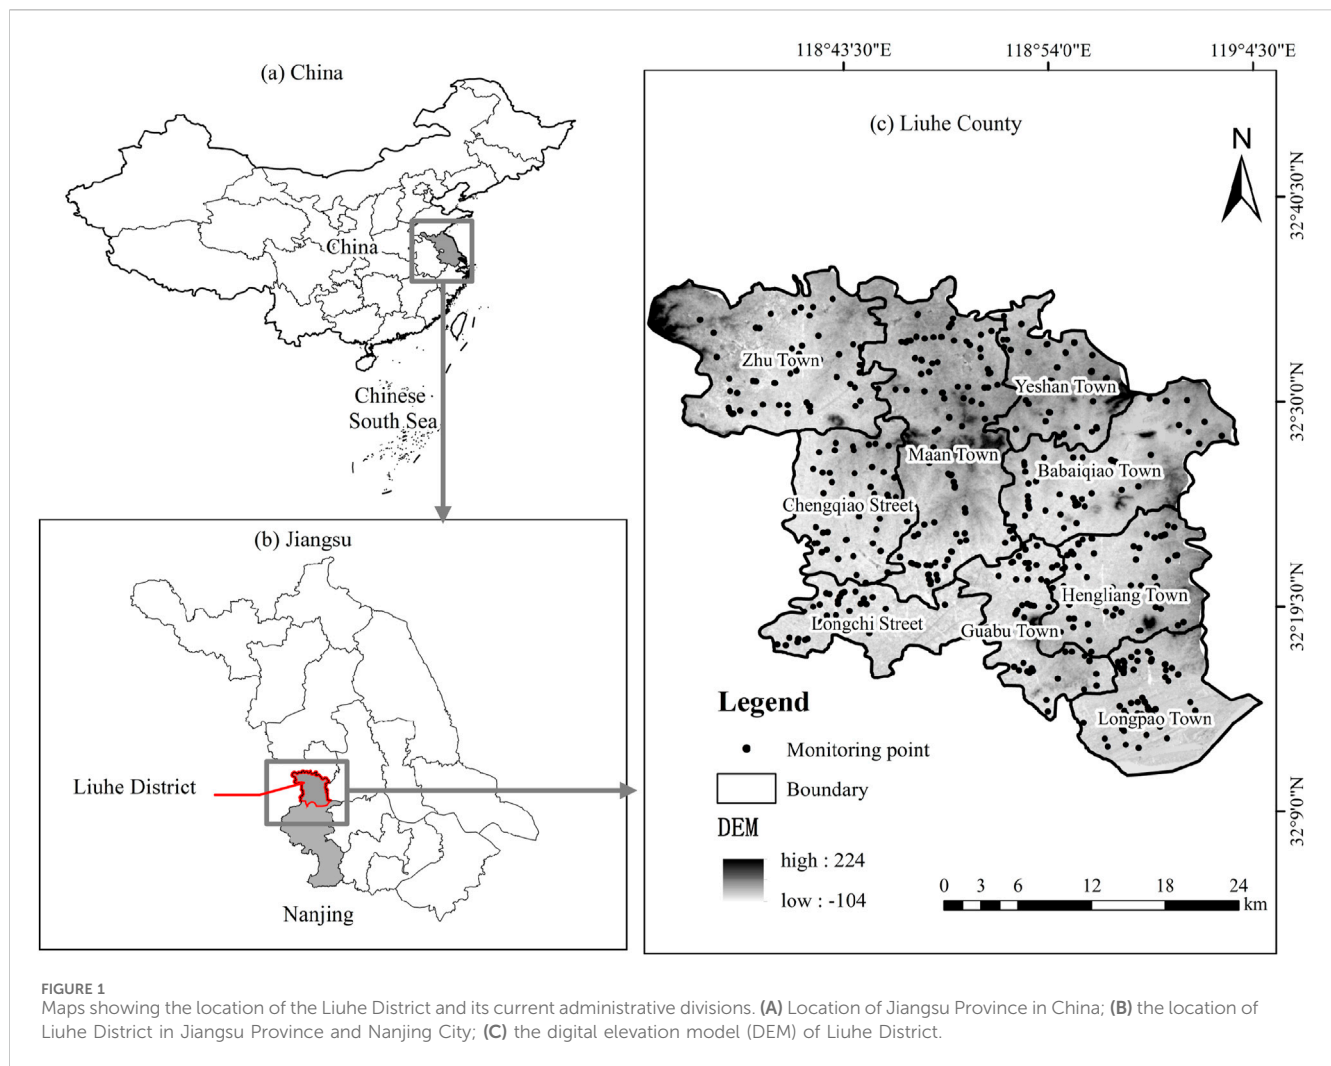 (a) China
China
Chinese
South Sea
(b) Jiangsu
Liuhe District
Nanjing
118°43'30"E
118°54'0"E
119°4'30"E
(c) Liuhe County
N
32°40'30"N
32°30'0"N
32°19'30"N
32°9'0"N
Zhu Town
Yeshan Town
Maan Town
Babaiqiao Town
Chengqiao Street
Hengliang Town
Longchi Street
Guabu Town
Longpao Town
Legend
Monitoring point
Boundary
DEM
high : 224
low : -104
0 3 6 12 18 24
km
FIGURE 1
Maps showing the location of the Liuhe District and its current administrative divisions. (A) Location of Jiangsu Province in China; (B) the location of
Liuhe District in Jiangsu Province and Nanjing City; (C) the digital elevation model (DEM) of Liuhe District.